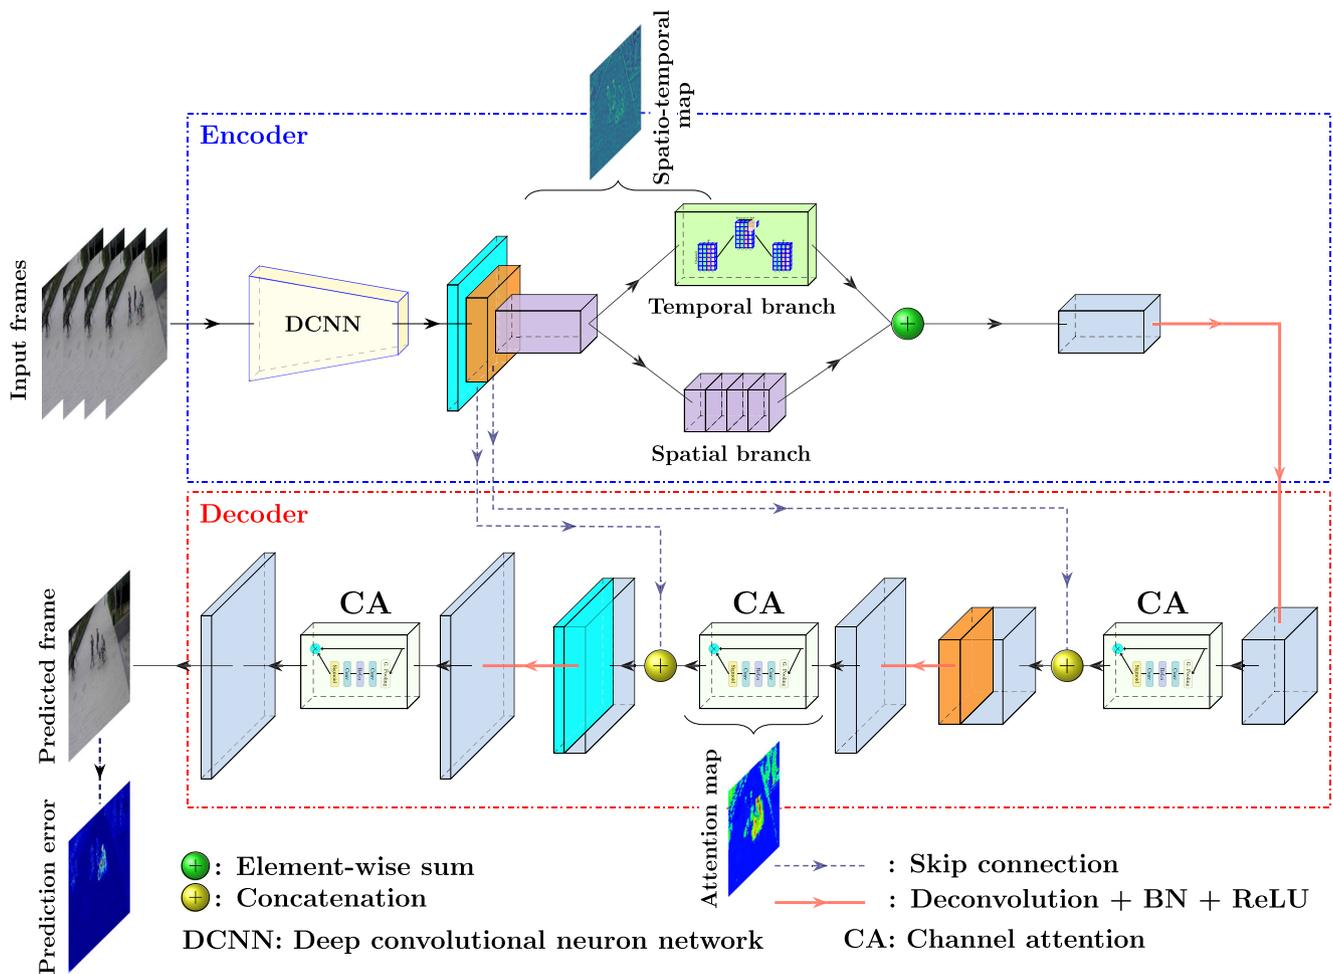 Spatio-temporal
map
Encoder
Input frames
DCNN
Temporal branch
Spatial branch
Decoder
Predicted frame
CA
CA
CA
Attention map
Prediction error
: Element-wise sum
: Concatenation
: Skip connection
: Deconvolution + BN + ReLU
DCNN: Deep convolutional neuron network
CA: Channel attention